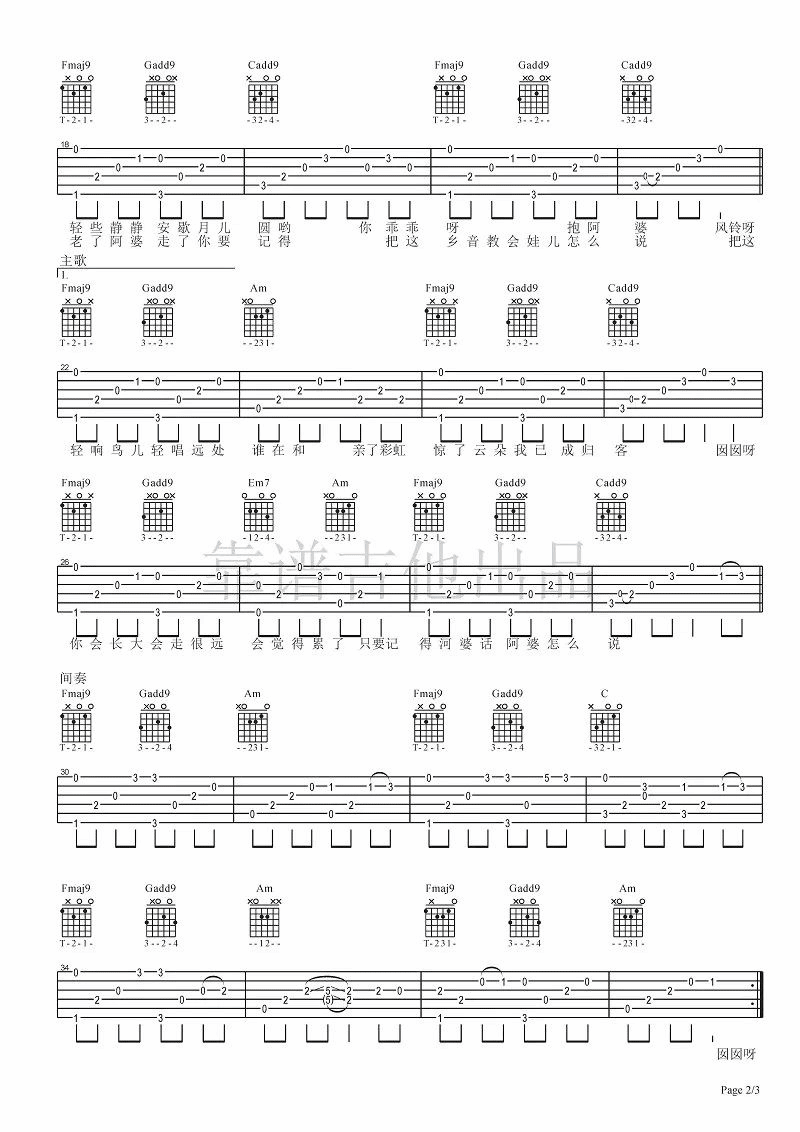 Fmaj9 Gadd9 Cadd9 Fmaj9 Gadd9 Cadd9
T-2-1- 3--2-- -32-4- T-2-1- 3--2-- -32-4-
18
轻些静静 安歇月儿 圆哟 你 乖乖 呀 抱阿 婆 风铃呀
老了阿婆 走了你要 记得 把这 乡音教会娃儿怎么 说 把这
主歌
1.
Fmaj9 Gadd9 Am Fmaj9 Gadd9 Cadd9
T-2-1- 3--2-- --231- T-2-1- 3--2-- -32-4-
22
轻响鸟儿轻唱远处 谁在和 亲了彩虹 惊了云朵我已成归 客 囡囡呀
Fmaj9 Gadd9 Em7 Am Fmaj9 Gadd9 Cadd9
T-2-1- 3--2-- -12-4- --231- T-2-1- 3--2-- -32-4-
靠谱吉他出品
26
你会长大会走很远 会觉得累了 只要记 得河婆话 阿婆怎么 说
间奏
Fmaj9 Gadd9 Am Fmaj9 Gadd9 C
T-2-1- 3--2-4 --231- T-2-1- 3--2-4 -32-1-
30
Fmaj9 Gadd9 Am Fmaj9 Gadd9 Am
T-2-1- 3--2-4 --12-- T-231- 3--2-4 --231-
34
囡囡呀
Page 2/3